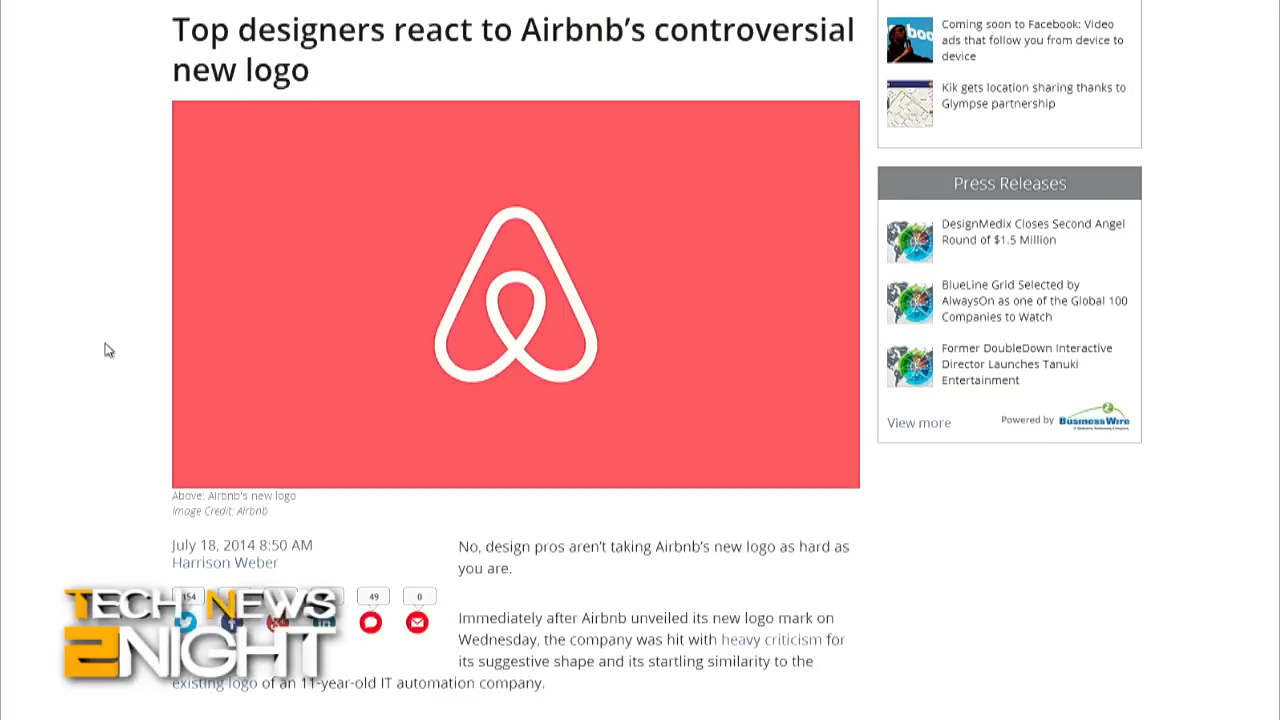 Top designers react to Airbnb's controversial
new logo
Above: Airbnb's new logo
Image Credit: Airbnb
July 18, 2014 8:50 AM
Harrison Weber
154
49
0
No, design pros aren't taking Airbnb's new logo as hard as
you are.
Immediately after Airbnb unveiled its new logo mark on
Wednesday, the company was hit with heavy criticism for
its suggestive shape and its startling similarity to the
existing logo of an 11-year-old IT automation company.
TECH NEWS
2NIGHT
Coming soon to Facebook: Video
ads that follow you from device to
device
Kik gets location sharing thanks to
Glympse partnership
Press Releases
DesignMedix Closes Second Angel
Round of $1.5 Million
BlueLine Grid Selected by
AlwaysOn as one of the Global 100
Companies to Watch
Former DoubleDown Interactive
Director Launches Tanuki
Entertainment
View more
Powered by
BusinessWire